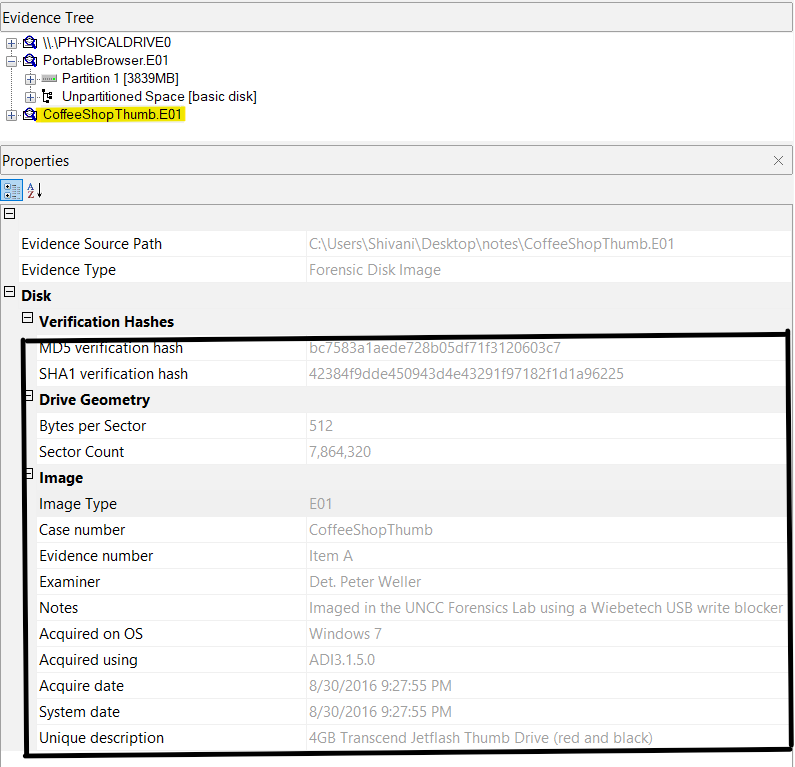 Evidence Tree
\\.\PHYSICALDRIVE0
PortableBrowser.E01
Partition 1 [3839MB]
Unpartitioned Space [basic disk]
CoffeeShopThumb.E01
Properties
Evidence Source Path C:\Users\Shivani\Desktop\notes\CoffeeShopThumb.E01
Evidence Type Forensic Disk Image
Disk
Verification Hashes
MD5 verification hash bc7583a1aede728b05df71f3120603c7
SHA1 verification hash 42384f9dde450943d4e43291f97182f1d1a96225
Drive Geometry
Bytes per Sector 512
Sector Count 7,864,320
Image
Image Type E01
Case number CoffeeShopThumb
Evidence number Item A
Examiner Det. Peter Weller
Notes Imaged in the UNCC Forensics Lab using a Wiebetech USB write blocker
Acquired on OS Windows 7
Acquired using ADI3.1.5.0
Acquire date 8/30/2016 9:27:55 PM
System date 8/30/2016 9:27:55 PM
Unique description 4GB Transcend Jetflash Thumb Drive (red and black)